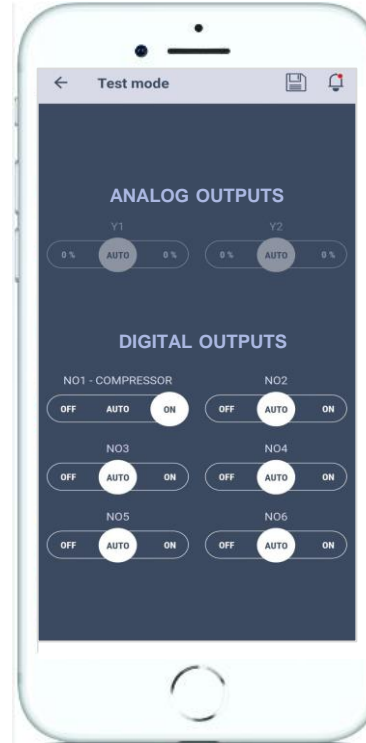 Test mode
ANALOG OUTPUTS
Y1 Y2
0 % AUTO 0 % 0 % AUTO 0 %
DIGITAL OUTPUTS
NO1 - COMPRESSOR NO2
OFF AUTO ON OFF AUTO ON
NO3 NO4
OFF AUTO ON OFF AUTO ON
NO5 NO6
OFF AUTO ON OFF AUTO ON